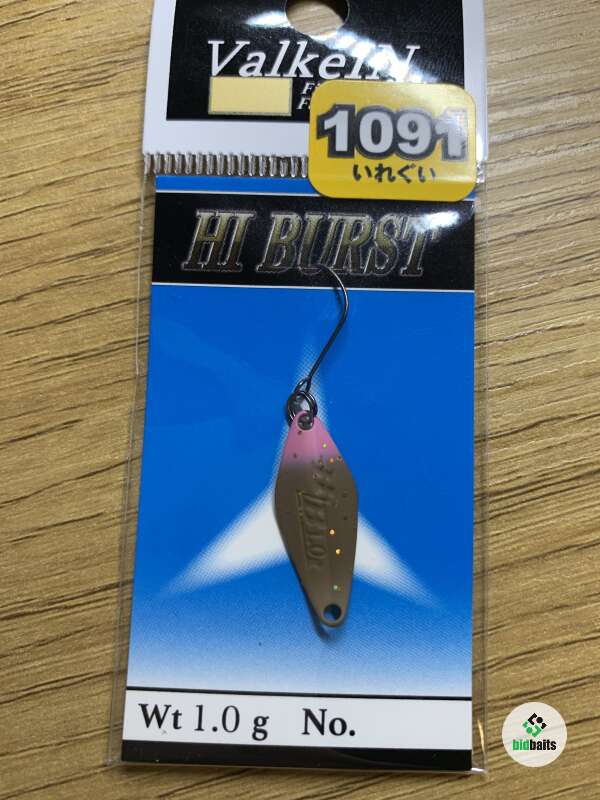 ValkeIN
1091
いれぐい
HI BURST
Wt 1.0 g No.
bidbaits